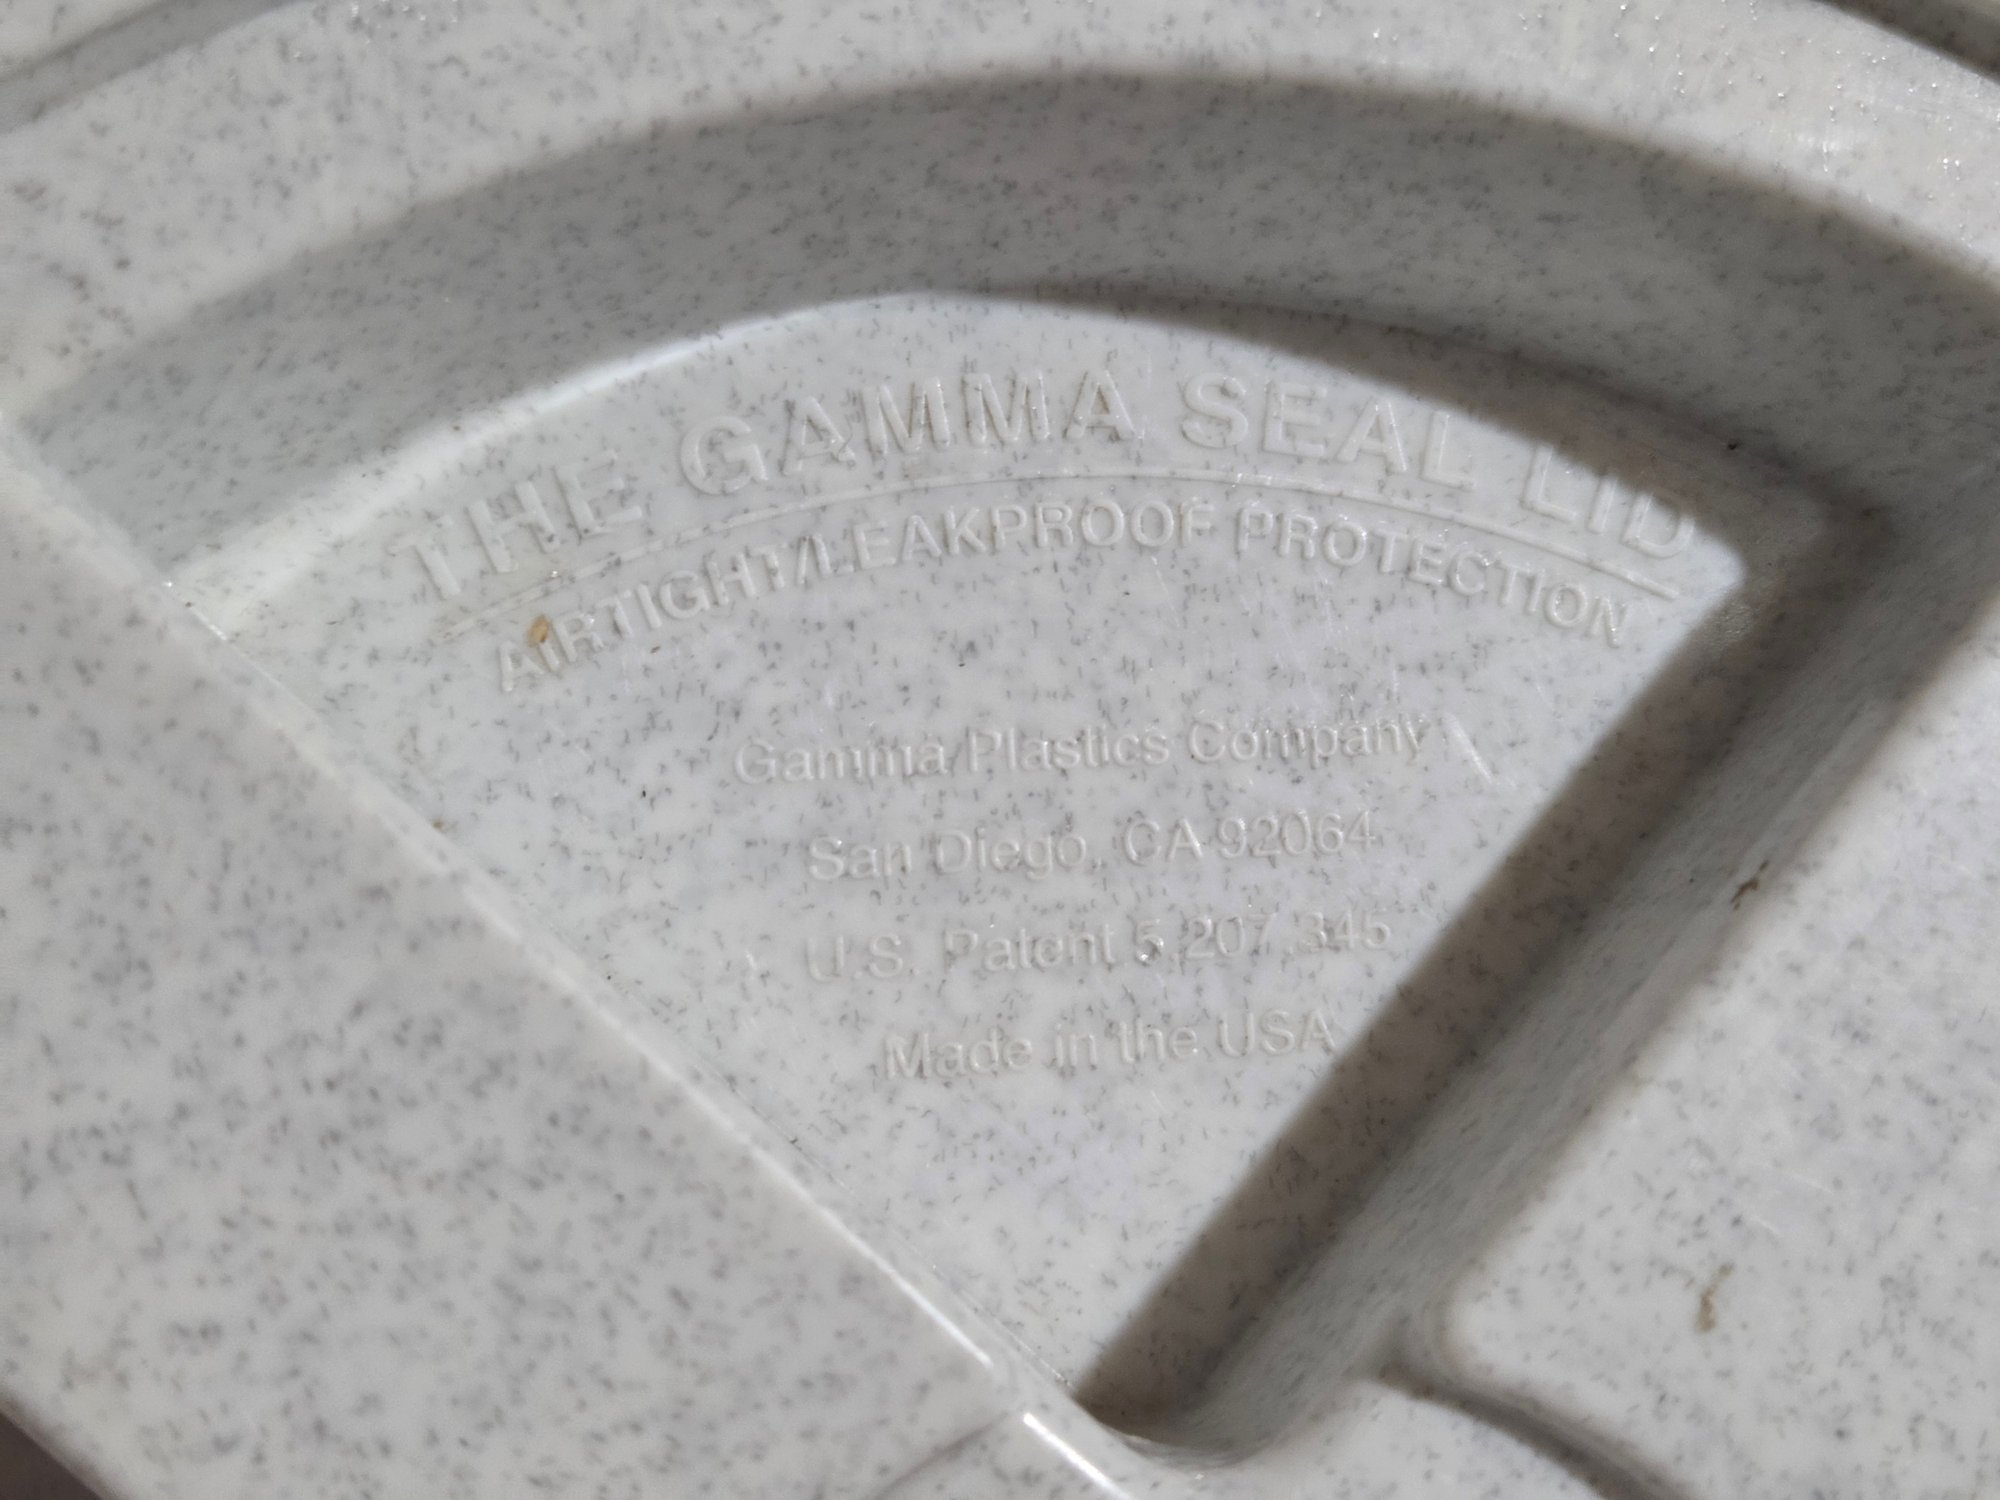 THE GAMMA SEAL LID
AIRTIGHT/LEAKPROOF PROTECTION
Gamma Plastics Company
San Diego, CA 92064
U.S. Patent 5,207,345
Made in the USA